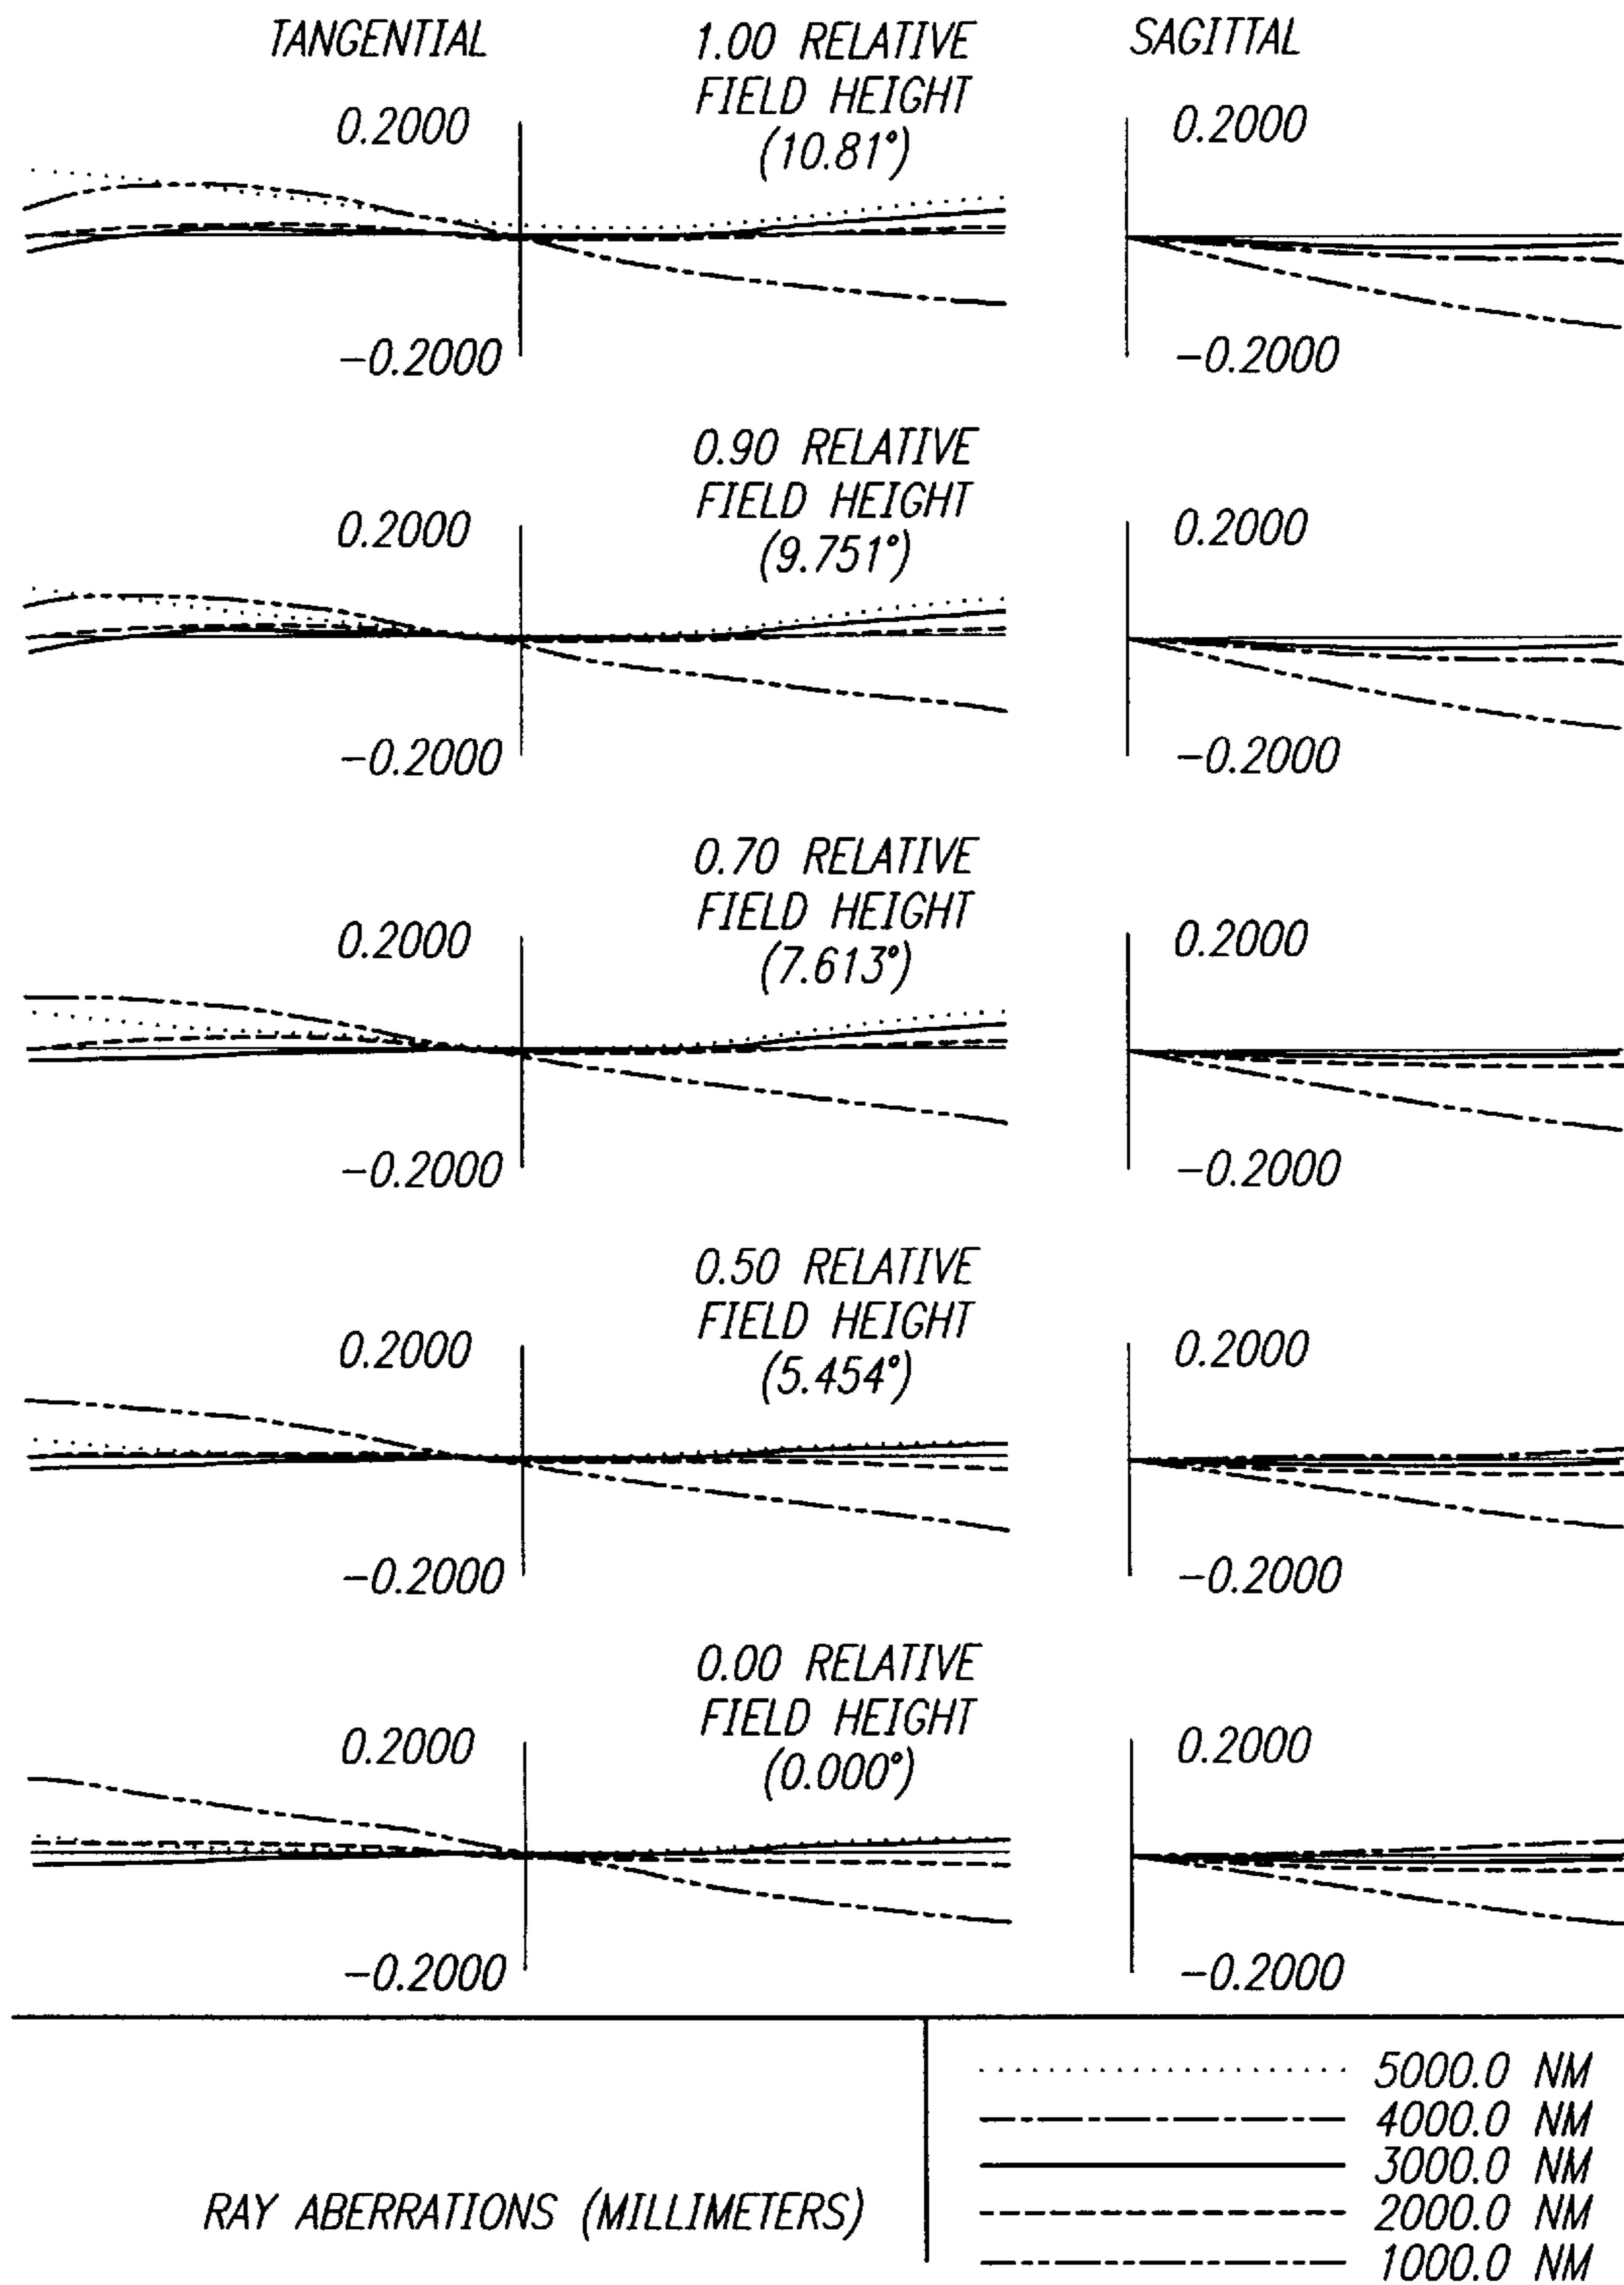 TANGENTIAL
1.00 RELATIVE
FIELD HEIGHT
(10.81°)
SAGITTAL
0.2000
0.2000
-0.2000
-0.2000
0.90 RELATIVE
FIELD HEIGHT
(9.751°)
0.2000
0.2000
-0.2000
-0.2000
0.70 RELATIVE
FIELD HEIGHT
(7.613°)
0.2000
0.2000
-0.2000
-0.2000
0.50 RELATIVE
FIELD HEIGHT
(5.454°)
0.2000
0.2000
-0.2000
-0.2000
0.00 RELATIVE
FIELD HEIGHT
(0.000°)
0.2000
0.2000
-0.2000
-0.2000
RAY ABERRATIONS (MILLIMETERS)
5000.0 NM
4000.0 NM
3000.0 NM
2000.0 NM
1000.0 NM